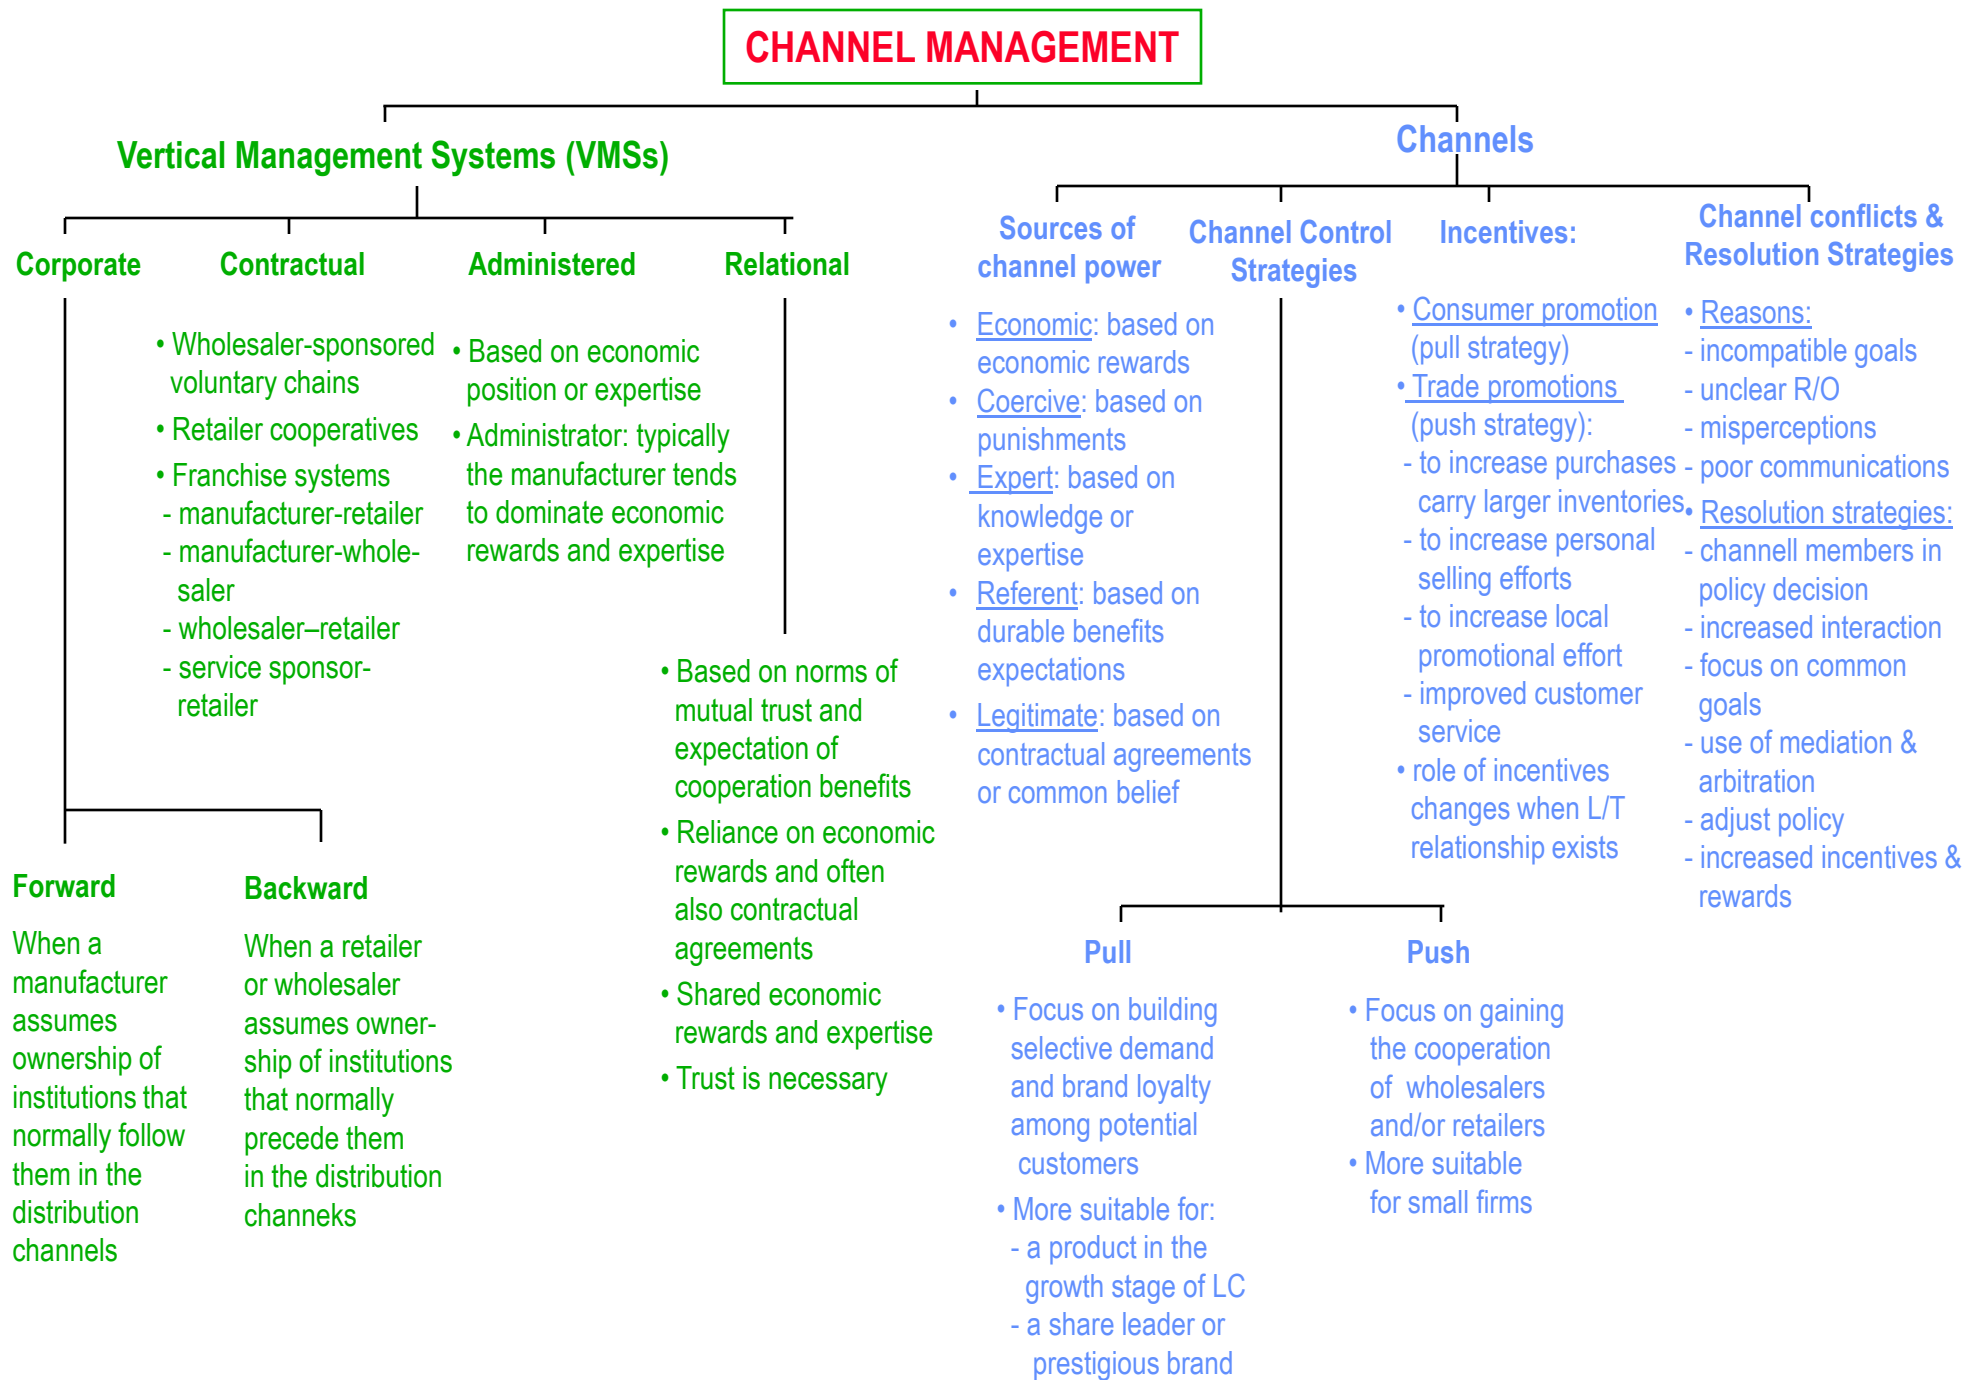 CHANNEL MANAGEMENT
Vertical Management Systems (VMSs)
Corporate
Forward
When a
manufacturer
assumes
ownership of
institutions that
normally follow
them in the
distribution
channels
Backward
When a retailer
or wholesaler
assumes owner-
ship of institutions
that normally
precede them
in the distribution
channeks
Contractual
• Wholesaler-sponsored
voluntary chains
• Retailer cooperatives
• Franchise systems
- manufacturer-retailer
- manufacturer-whole-
saler
- wholesaler–retailer
- service sponsor-
retailer
Administered
• Based on economic
position or expertise
• Administrator: typically
the manufacturer tends
to dominate economic
rewards and expertise
Relational
• Based on norms of
mutual trust and
expectation of
cooperation benefits
• Reliance on economic
rewards and often
also contractual
agreements
• Shared economic
rewards and expertise
• Trust is necessary
Channels
Sources of
channel power
• Economic: based on
economic rewards
• Coercive: based on
punishments
• Expert: based on
knowledge or
expertise
• Referent: based on
durable benefits
expectations
• Legitimate: based on
contractual agreements
or common belief
Channel Control
Strategies
Pull
• Focus on building
selective demand
and brand loyalty
among potential
customers
• More suitable for:
- a product in the
growth stage of LC
- a share leader or
prestigious brand
Push
• Focus on gaining
the cooperation
of wholesalers
and/or retailers
• More suitable
for small firms
Incentives:
• Consumer promotion
(pull strategy)
• Trade promotions
(push strategy):
- to increase purchases
carry larger inventories
- to increase personal
selling efforts
- to increase local
promotional effort
- improved customer
service
• role of incentives
changes when L/T
relationship exists
Channel conflicts &
Resolution Strategies
• Reasons:
- incompatible goals
- unclear R/O
- misperceptions
- poor communications
• Resolution strategies:
- channell members in
policy decision
- increased interaction
- focus on common
goals
- use of mediation &
arbitration
- adjust policy
- increased incentives &
rewards